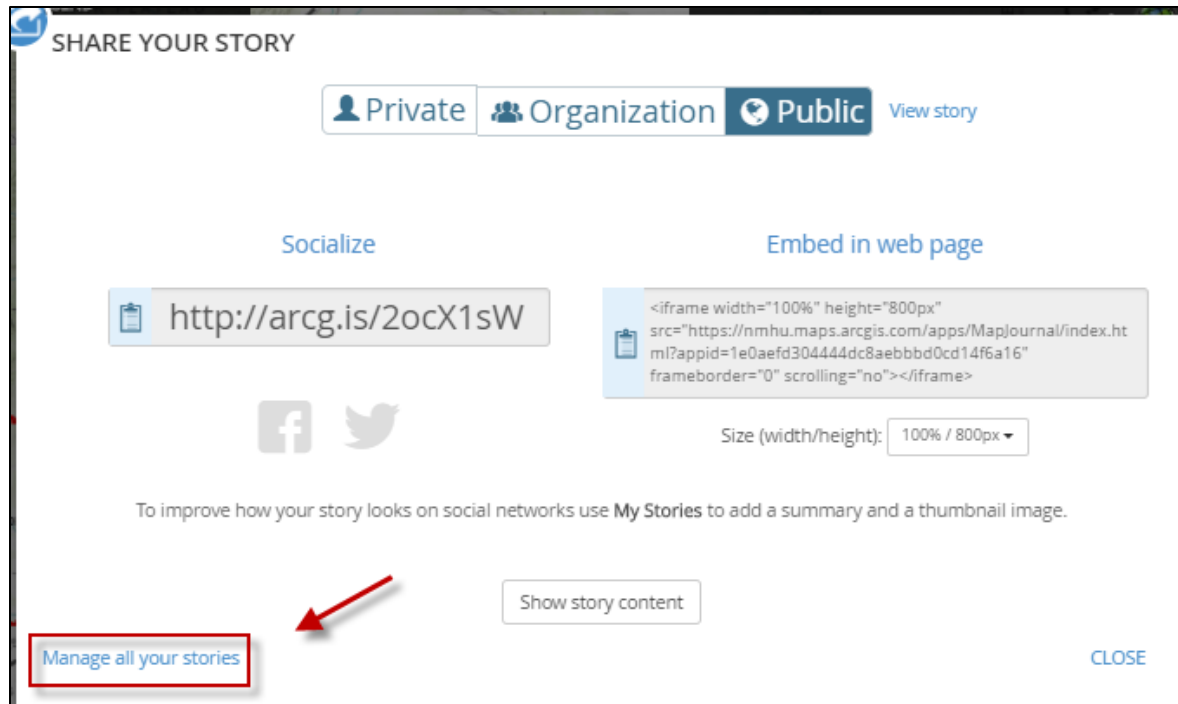 SHARE YOUR STORY
Private Organization Public View story
Socialize Embed in web page
http://arcg.is/2ocX1sW
<iframe width="100%" height="800px"
src="https://nmhu.maps.arcgis.com/apps/MapJournal/index.ht
ml?appid=1e0aefd304444dc8aebbbd0cd14f6a16"
frameborder="0" scrolling="no"></iframe>
Size (width/height): 100% / 800px
To improve how your story looks on social networks use My Stories to add a summary and a thumbnail image.
Show story content
Manage all your stories CLOSE